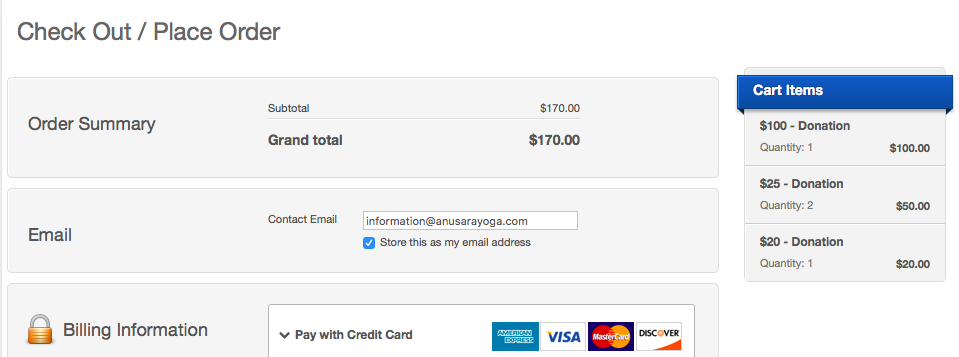 Check Out / Place Order
Order Summary
Subtotal $170.00
Grand total $170.00
Email
Contact Email information@anusarayoga.com
Store this as my email address
Billing Information
Pay with Credit Card
AMERICAN EXPRESS VISA MasterCard DISCOVER
Cart Items
$100 - Donation
Quantity: 1 $100.00
$25 - Donation
Quantity: 2 $50.00
$20 - Donation
Quantity: 1 $20.00